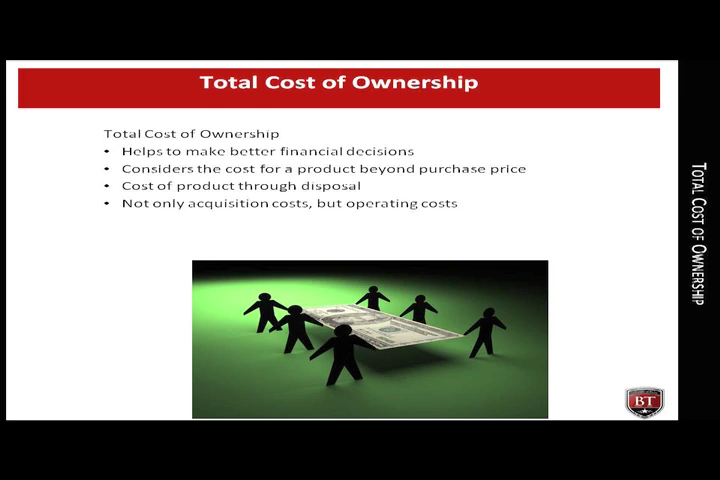 Total Cost of Ownership
Total Cost of Ownership
• Helps to make better financial decisions
• Considers the cost for a product beyond purchase price
• Cost of product through disposal
• Not only acquisition costs, but operating costs
TOTAL COST OF OWNERSHIP
BT